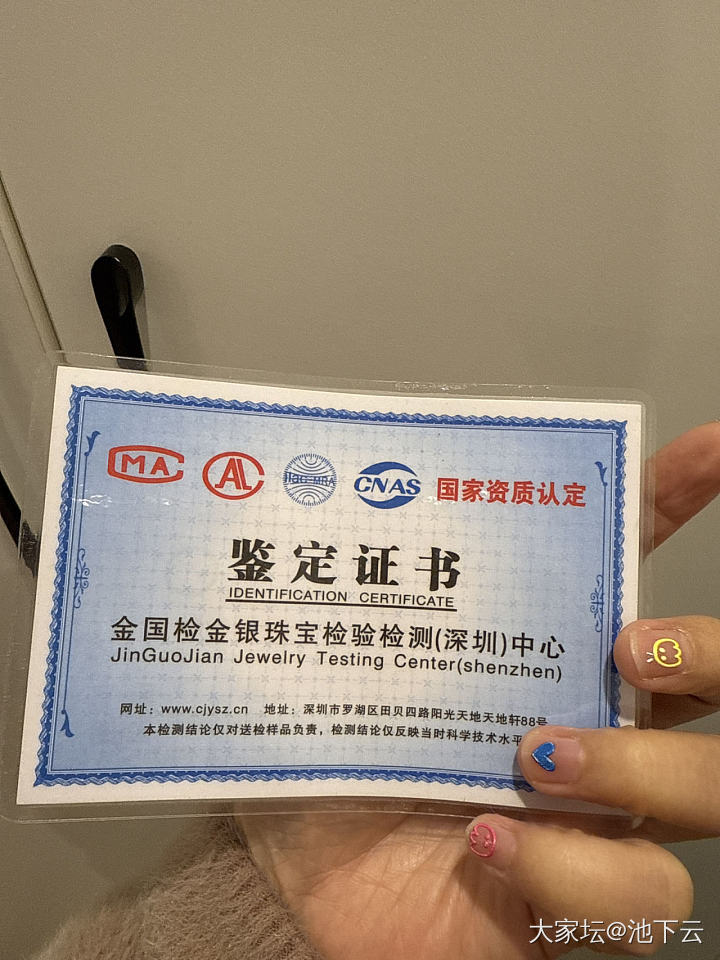 MA AL ilac-MRA CNAS 国家资质认定
鉴定证书
IDENTIFICATION CERTIFICATE
金国检金银珠宝检验检测(深圳)中心
JinGuoJian Jewelry Testing Center(shenzhen)
网址：www.cjysz.cn 地址：深圳市罗湖区田贝四路阳光天地天地轩88号
本检测结论仅对送检样品负责，检测结论仅反映当时科学技术水平
大家坛@池下云